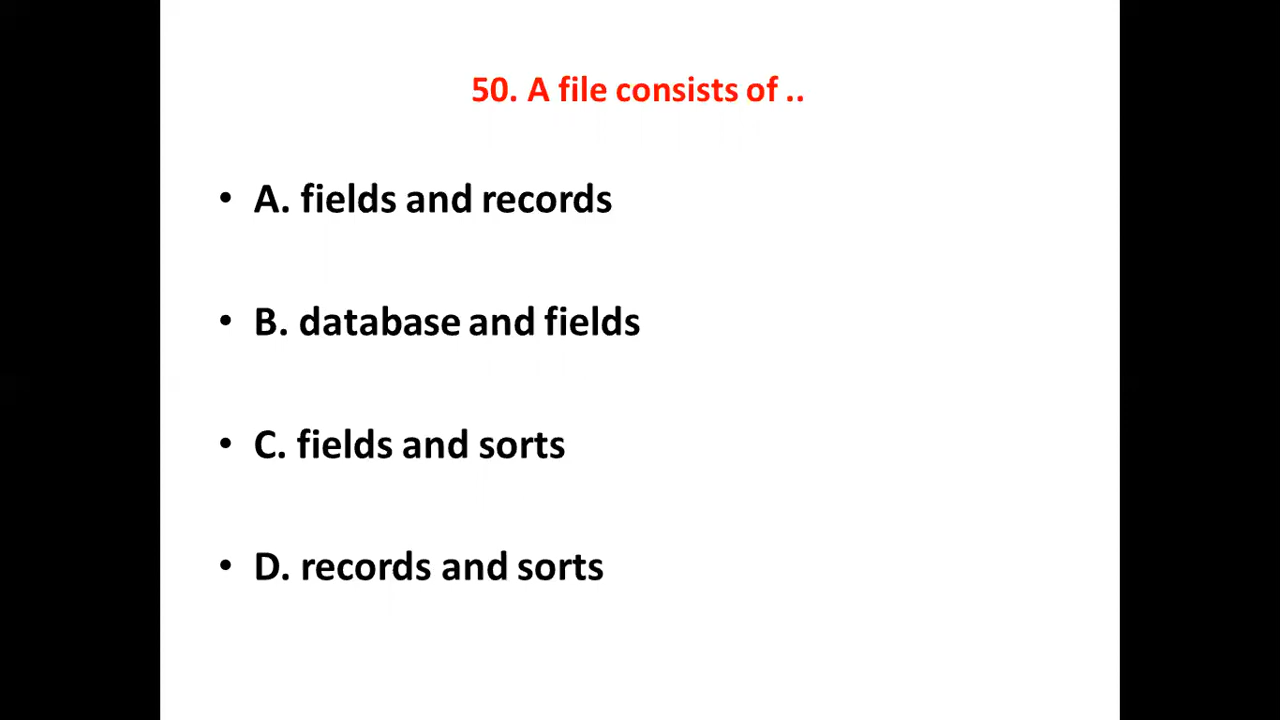 50. A file consists of ..
• A. fields and records
• B. database and fields
• C. fields and sorts
• D. records and sorts